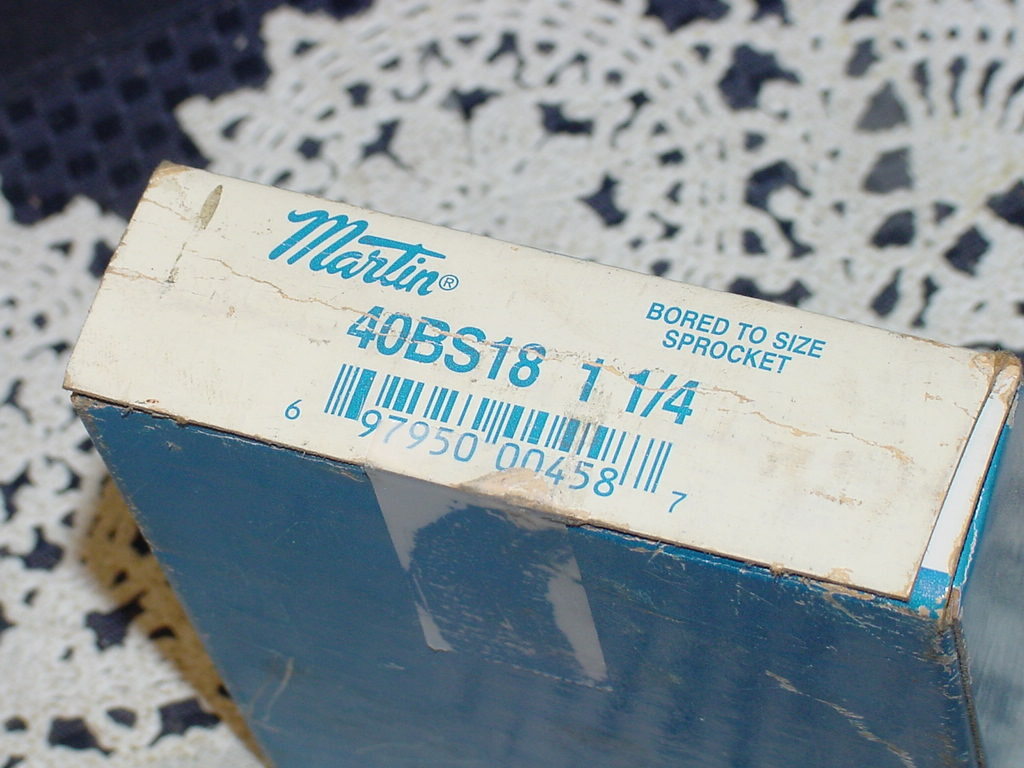 Martin®
BORED TO SIZE
SPROCKET
40BS18 1 1/4
6 97950 00458 7